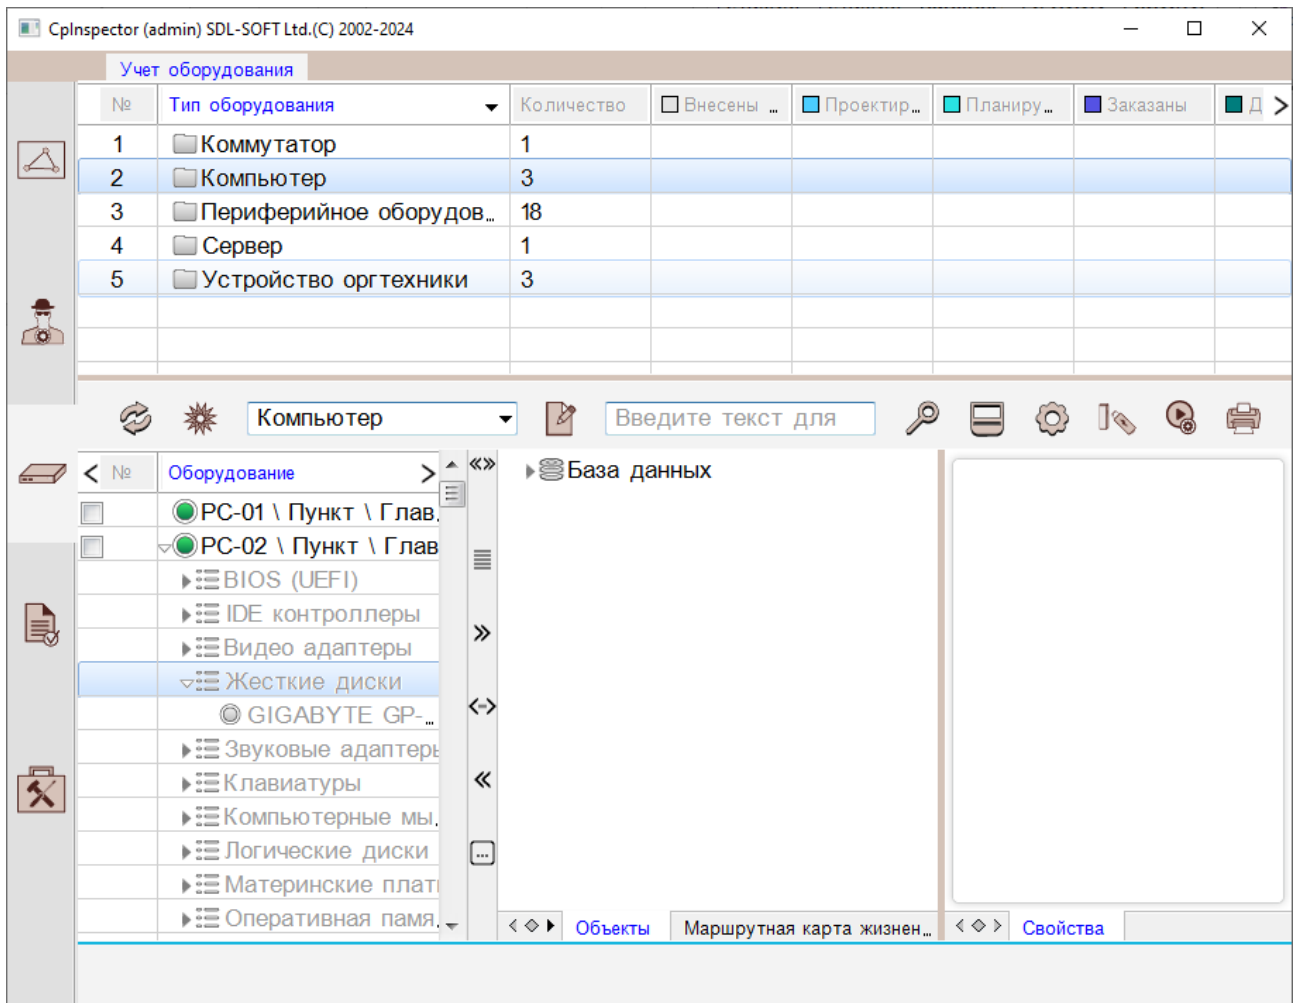 CpInspector (admin) SDL-SOFT Ltd.(C) 2002-2024
Учет оборудования
№ Тип оборудования Количество Внесены ... Проектир... Планиру... Заказаны Д
1 Коммутатор 1
2 Компьютер 3
3 Периферийное оборудов... 18
4 Сервер 1
5 Устройство оргтехники 3
Компьютер Введите текст для
№ Оборудование
База данных
PC-01 \ Пункт \ Глав.
PC-02 \ Пункт \ Глав
BIOS (UEFI)
IDE контроллеры
Видео адаптеры
Жесткие диски
GIGABYTE GP-...
Звуковые адаптеры
Клавиатуры
Компьютерные мы.
Логические диски
Материнские плат
Оперативная памя.
Объекты Маршрутная карта жизнен... Свойства